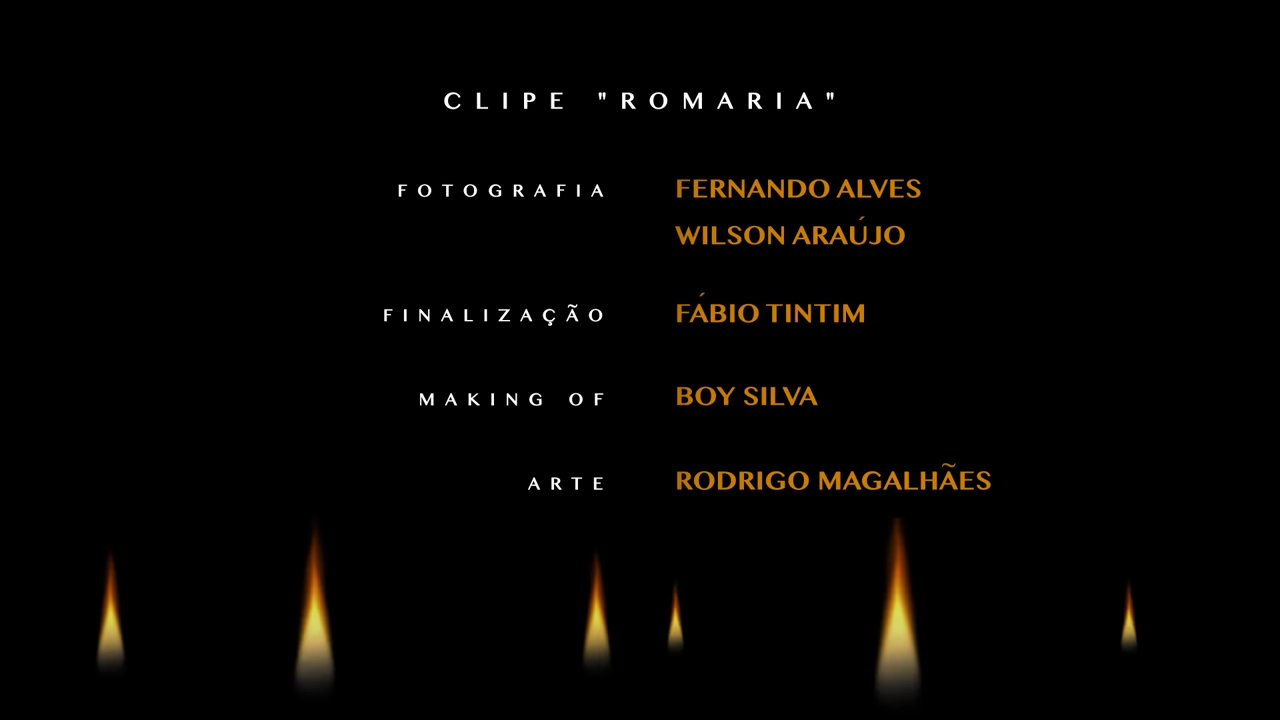 CLIPE "ROMARIA"
FOTOGRAFIA FERNANDO ALVES
WILSON ARAÚJO
FINALIZAÇÃO FÁBIO TINTIM
MAKING OF BOY SILVA
ARTE RODRIGO MAGALHÃES